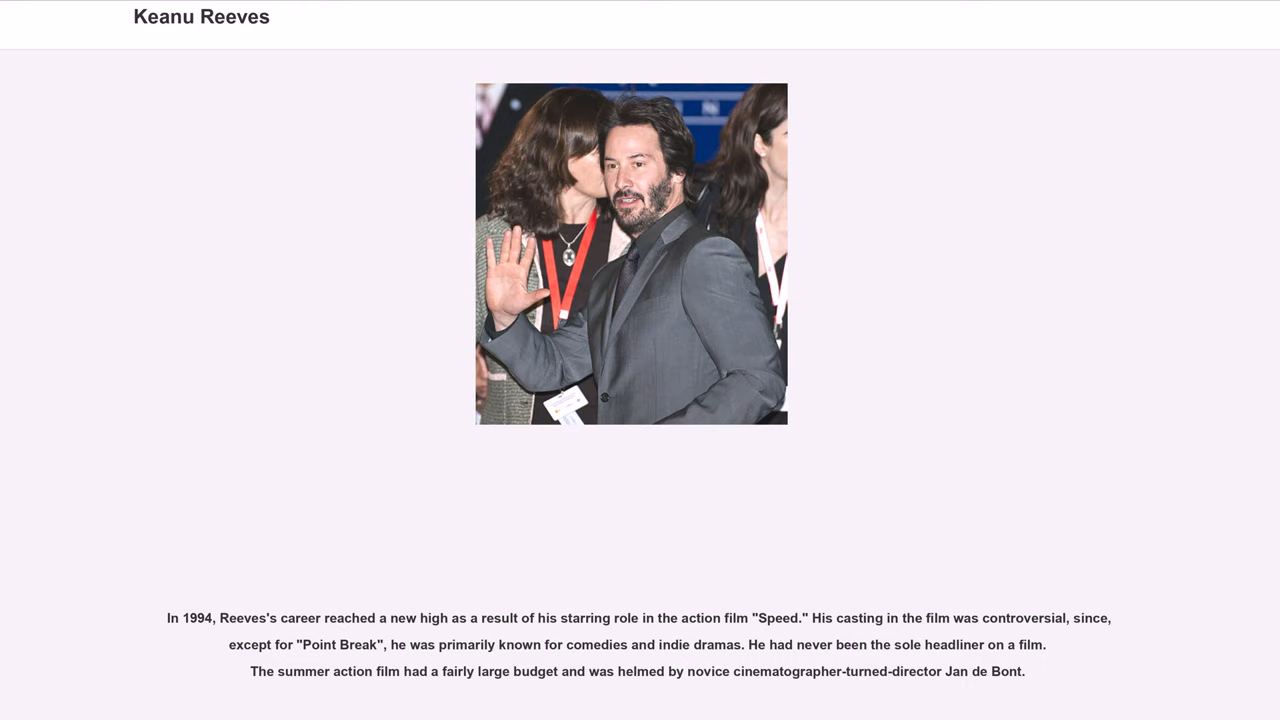 Keanu Reeves
In 1994, Reeves's career reached a new high as a result of his starring role in the action film "Speed." His casting in the film was controversial, since,
except for "Point Break", he was primarily known for comedies and indie dramas. He had never been the sole headliner on a film.
The summer action film had a fairly large budget and was helmed by novice cinematographer-turned-director Jan de Bont.